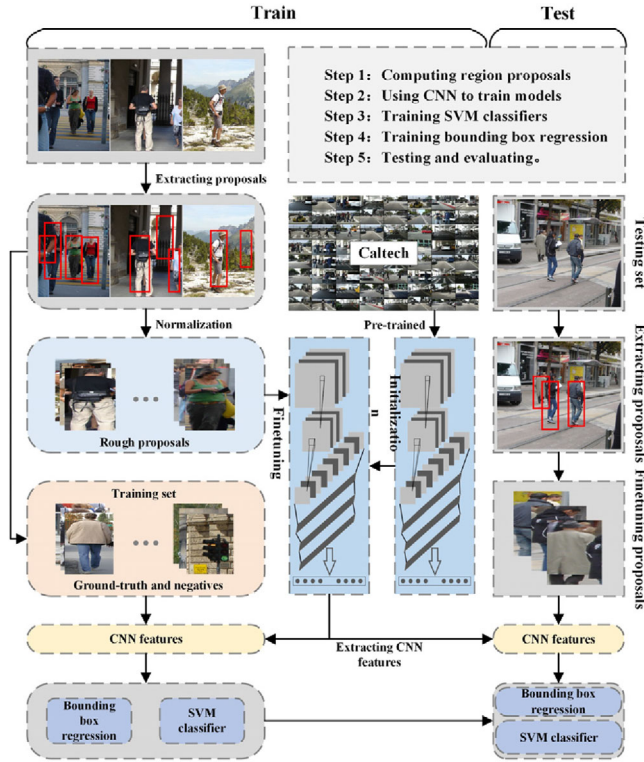 Train
Test
Step 1: Computing region proposals
Step 2: Using CNN to train models
Step 3: Training SVM classifiers
Step 4: Training bounding box regression
Step 5: Testing and evaluating。
Extracting proposals
Caltech
Testing set
Normalization
Pre-trained
Rough proposals
Finetuning
Initializatio
n
Extracting proposals
Training set
Ground-truth and negatives
Finetuning proposals
CNN features
Extracting CNN
features
CNN features
Bounding
box
regression
SVM
classifier
Bounding box
regression
SVM classifier